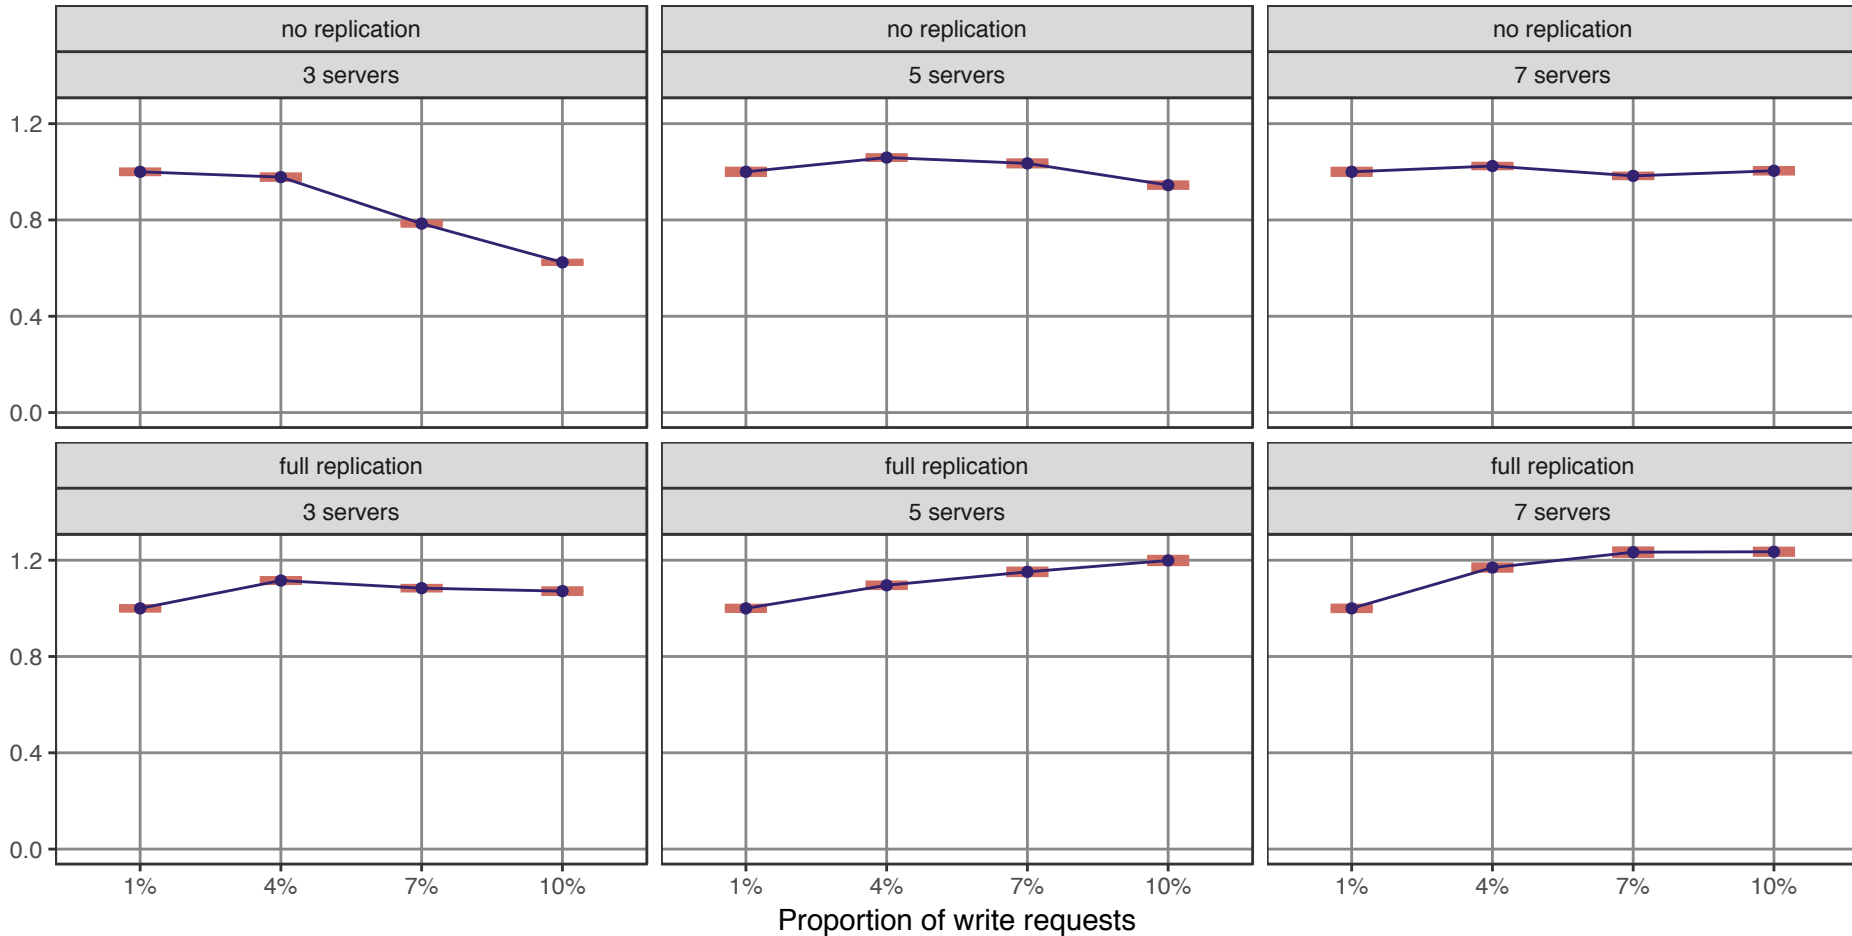 no replication
no replication
no replication
3 servers
5 servers
7 servers
1.2
0.8
0.4
0.0
full replication
full replication
full replication
3 servers
5 servers
7 servers
1.2
0.8
0.4
0.0
1% 4% 7% 10% 1% 4% 7% 10% 1% 4% 7% 10%
Proportion of write requests